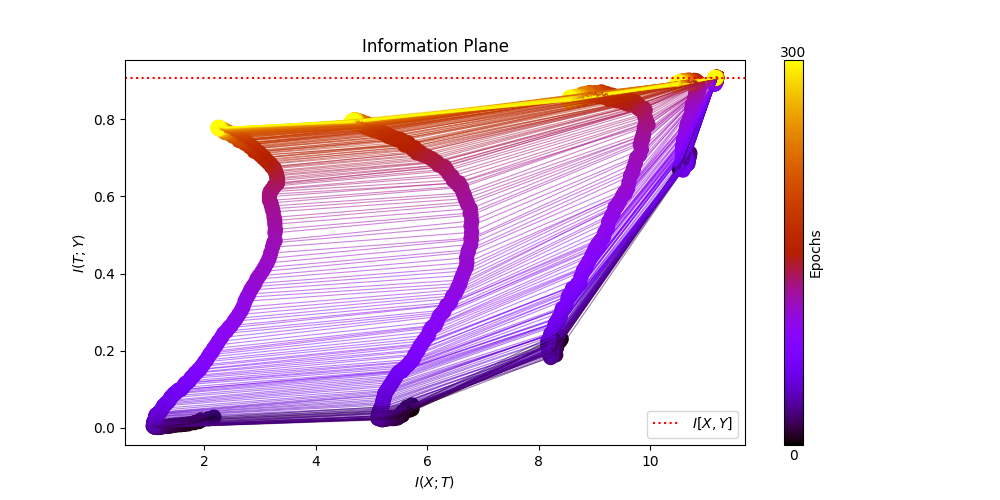 Information Plane
300
0.8
0.6
0.4
0.2
0.0
I(T; Y)
2
4
6
8
10
I(X; T)
I[X, Y]
Epochs
0